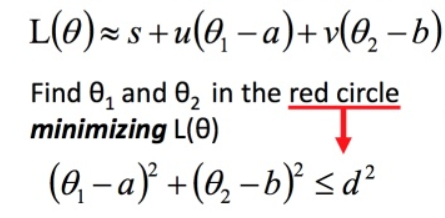 L(θ) ≈ s + u(θ₁ − a) + v(θ₂ − b)
Find θ₁ and θ₂ in the red circle
minimizing L(θ)
(θ₁ − a)² + (θ₂ − b)² ≤ d²